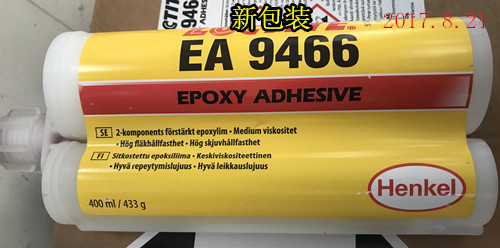 新包装
2017.8.21
EA 9466
EPOXY ADHESIVE
SE 2-komponents förstärkt epoxylim • Medium viskositet
• Hög fläkhållfasthet • Hög skjuvhållfasthet
FI Sitkostettu epoksiliima • Keskiviskositeettinen
• Hyvä repeytymislujuus • Hyvä leikkauslujuus
400 ml / 433 g
Henkel
ADHESIVE